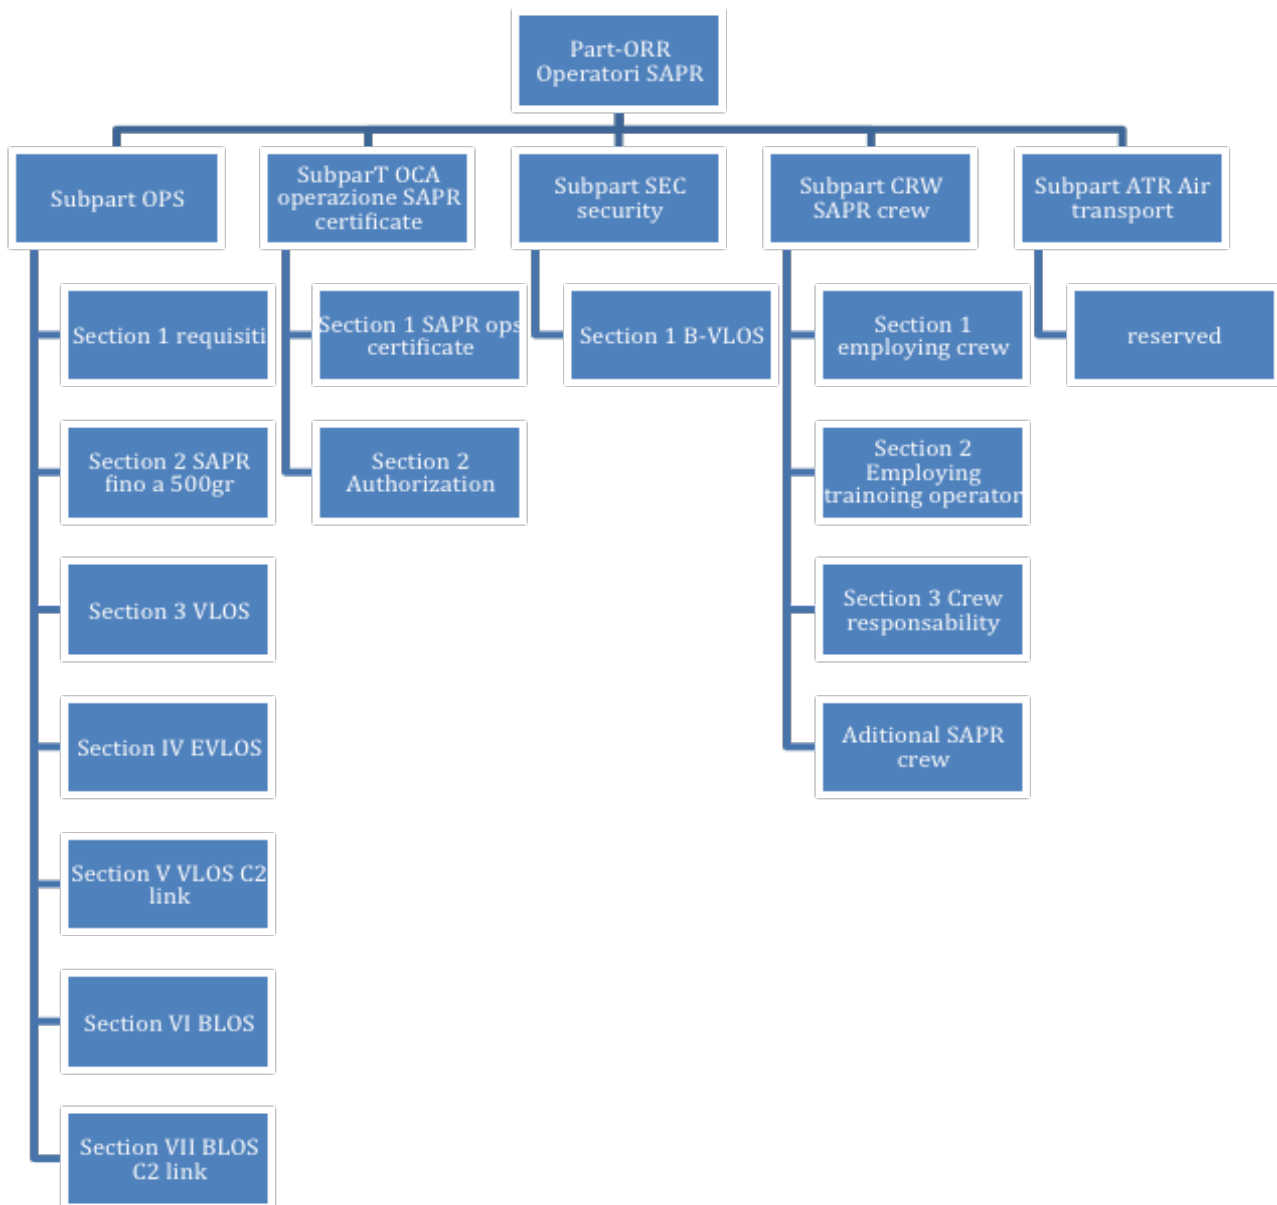 Part-ORR
Operatori SAPR
Subpart OPS
SubparT OCA
operazione SAPR
certificate
Subpart SEC
security
Subpart CRW
SAPR crew
Subpart ATR Air
transport
Section 1 requisiti
Section 2 SAPR
fino a 500gr
Section 3 VLOS
Section IV EVLOS
Section V VLOS C2
link
Section VI BLOS
Section VII BLOS
C2 link
Section 1 SAPR ops
certificate
Section 2
Authorization
Section 1 B-VLOS
Section 1
employing crew
Section 2
Employing
trainoing operator
Section 3 Crew
responsability
Aditional SAPR
crew
reserved